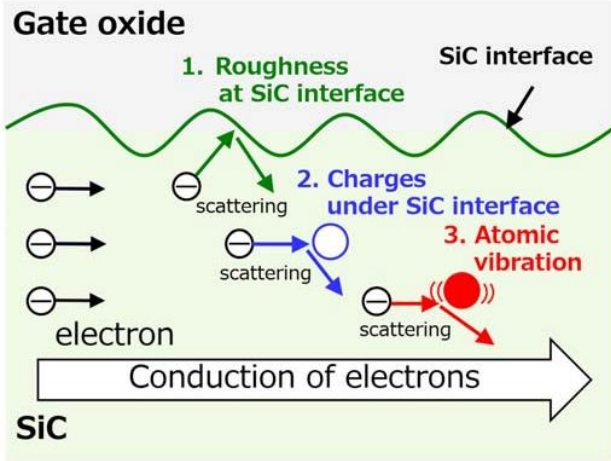 Gate oxide
1. Roughness
at SiC interface
SiC interface
scattering
2. Charges
under SiC interface
scattering
3. Atomic
vibration
scattering
electron
Conduction of electrons
SiC